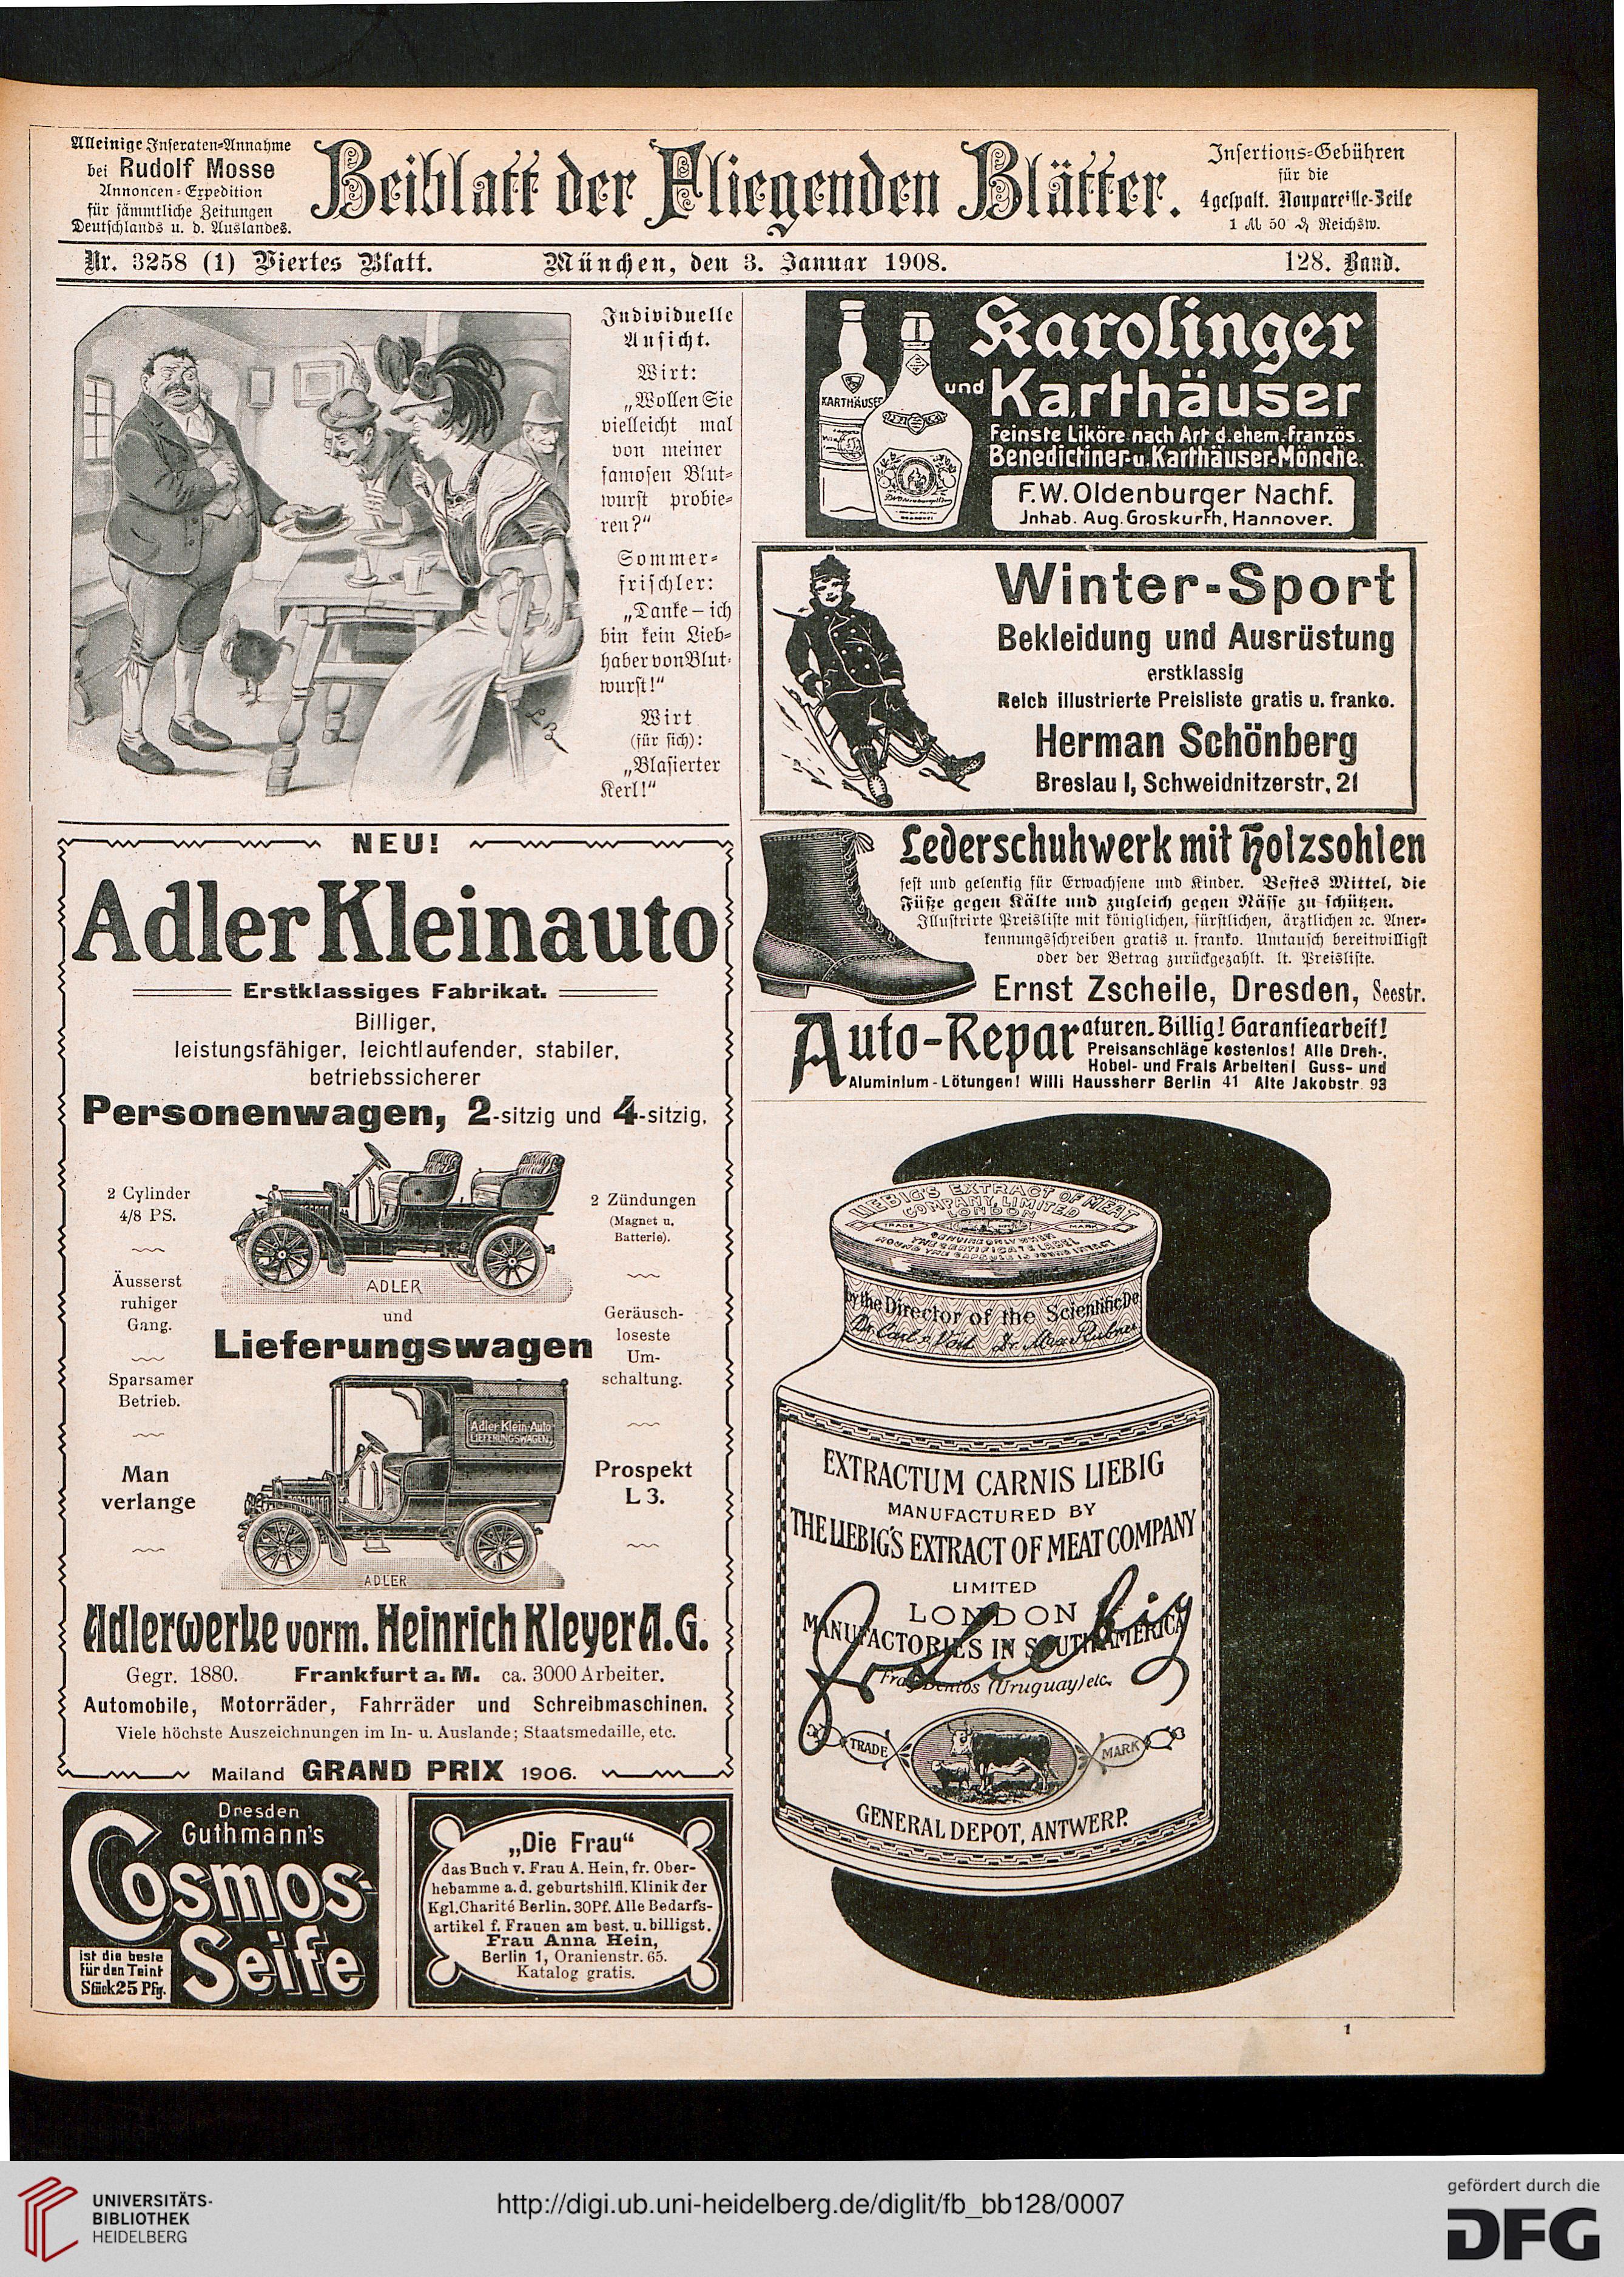 Alleinige Inseraten-Annahme
bei Rudolf Mosse
Annoncen-Expedition
für sämmtliche Zeitungen
Deutschlands u. d. Auslandes.
Beiblatt der Fliegenden Blätter.
Insertions-Gebühren
für die
4gespalt. Nonpareille-Zeile
1 ℳ 50 ₰ Reichsw.
Nr. 3258 (1) Viertes Blatt. München, den 3. Januar 1908. 128. Band.
Individuelle
Ansicht.
Wirt:
„Wollen Sie
vielleicht mal
von meiner
famosen Blut-
wurst probie-
ren?“
Sommer-
frischler:
„Danke – ich
bin kein Lieb-
haber von Blut-
wurst!“
Wirt
(für sich):
„Blasierter
Kerl!“
NEU!
Adler Kleinauto
Erstklassiges Fabrikat.
Billiger,
leistungsfähiger, leichtlaufender, stabiler,
betriebssicherer
Personenwagen, 2-sitzig und 4-sitzig,
2 Cylinder
4/8 PS.
Äusserst
ruhiger
Gang.
Sparsamer
Betrieb.
Man
verlange
ADLER
und
Lieferungswagen
Adler Klein-Auto
LIEFERUNGSWAGEN
ADLER
2 Zündungen
(Magnet u.
Batterie).
Geräusch-
loseste
Um-
schaltung.
Prospekt
L 3.
Adlerwerke vorm. Heinrich Kleyer A.G.
Gegr. 1880. Frankfurt a. M. ca. 3000 Arbeiter.
Automobile, Motorräder, Fahrräder und Schreibmaschinen.
Viele höchste Auszeichnungen im In- u. Auslande; Staatsmedaille, etc.
Mailand GRAND PRIX 1906.
Dresden
Guthmann's
Cosmos-
Seife
ist die beste
für den Teint
Stück 25 Pfg.
„Die Frau“
das Buch v. Frau A. Hein, fr. Ober-
hebamme a. d. geburtshilfl. Klinik der
Kgl. Charité Berlin. 30Pf. Alle Bedarfs-
artikel f. Frauen am best. u. billigst.
Frau Anna Hein,
Berlin 1, Oranienstr. 65.
Katalog gratis.
KARTHÄUSER
Karolinger
und Karthäuser
Feinste Liköre nach Art d. ehem. französ.
Benedictiner- u. Karthäuser-Mönche.
F. W. Oldenburger Nachf.
Jnhab. Aug. Groskurth, Hannover.
Winter-Sport
Bekleidung und Ausrüstung
erstklassig
Reich illustrierte Preisliste gratis u. franko.
Herman Schönberg
Breslau I, Schweidnitzerstr. 21
Lederschuhwerk mit Holzsohlen
fest und gelenkig für Erwachsene und Kinder. Bestes Mittel, die
Füße gegen Kälte und zugleich gegen Nässe zu schützen.
Illustrirte Preisliste mit königlichen, fürstlichen, ärztlichen ꝛc. Aner-
kennungsschreiben gratis u. franko. Umtausch bereitwilligst
oder der Betrag zurückgezahlt. lt. Preisliste.
Ernst Zscheile, Dresden, Seestr.
Auto-Reparaturen. Billig! Garantiearbeit!
Preisanschläge kostenlos! Alle Dreh-,
Hobel- und Frais Arbeiten! Guss- und
Aluminium-Lötungen! Willi Haussherr Berlin 41 Alte Jakobstr. 93
LIEBIG'S EXTRACT OF MEAT
COMPANY, LIMITED
LONDON
TRADE MARK
GENUINE ONLY WHEN
by the Director of the Scientific De
Dr. Carl v. Voit Dr. Max Rubner
EXTRACTUM CARNIS LIEBIG
MANUFACTURED BY
THE LIEBIG'S EXTRACT OF MEAT COMPANY
LIMITED
LONDON
MANUFACTORIES IN SOUTH AMERICA
Fray Bentos (Uruguay) etc.
J v Liebig
TRADE MARK
GENERAL DEPOT, ANTWERP.
1
UNIVERSITÄTS-
BIBLIOTHEK
HEIDELBERG
http://digi.ub.uni-heidelberg.de/diglit/fb_bb128/0007
gefördert durch die
DFG